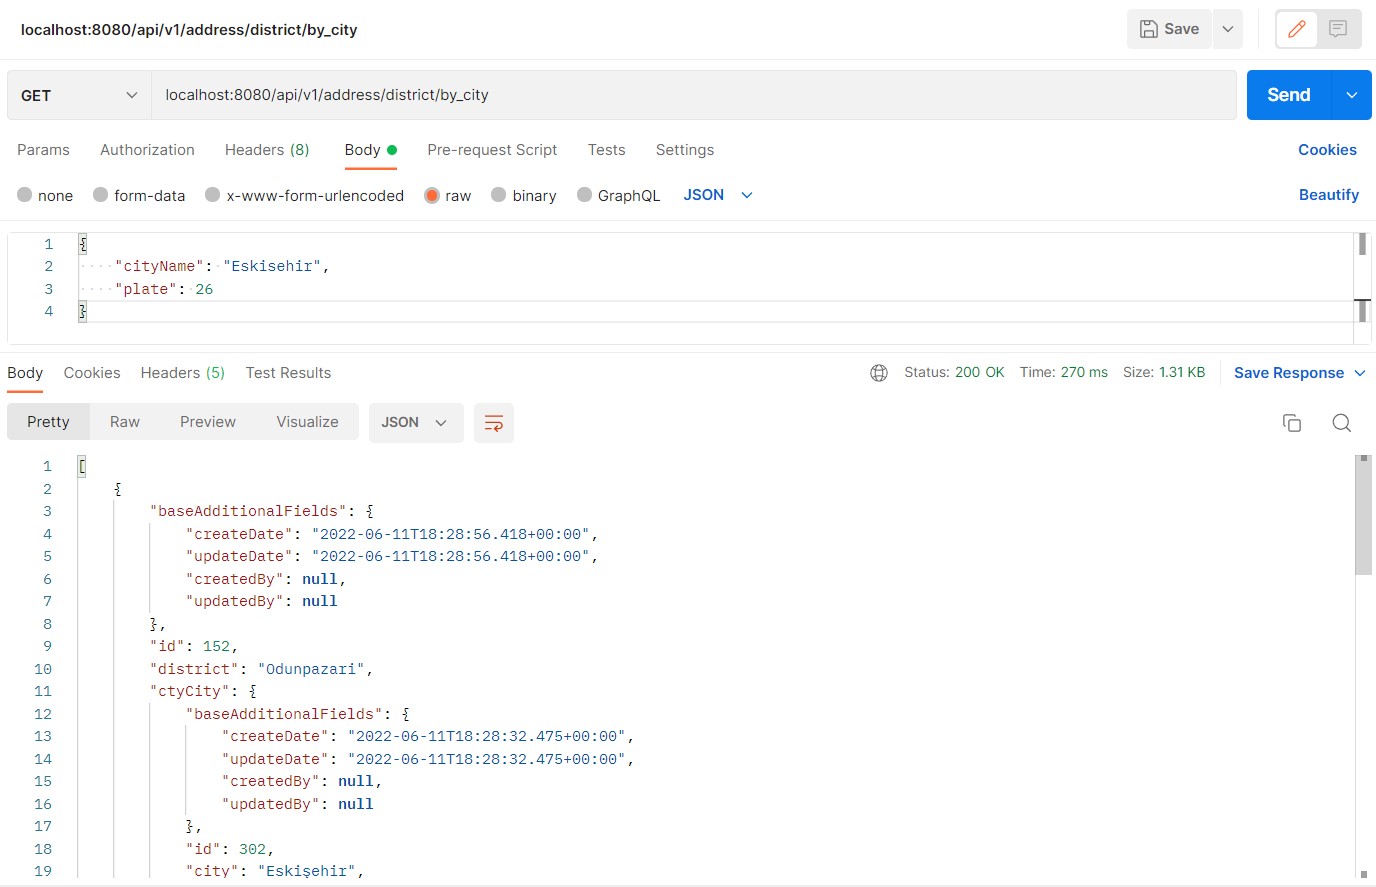 localhost:8080/api/v1/address/district/by_city
Save
GET
localhost:8080/api/v1/address/district/by_city
Send
Params Authorization Headers (8) Body Pre-request Script Tests Settings Cookies
none form-data x-www-form-urlencoded raw binary GraphQL JSON Beautify
1 {
2 ····"cityName":·"Eskisehir",
3 ····"plate":·26
4 }
Body Cookies Headers (5) Test Results Status: 200 OK Time: 270 ms Size: 1.31 KB Save Response
Pretty Raw Preview Visualize JSON
1 [
2 {
3 "baseAdditionalFields": {
4 "createDate": "2022-06-11T18:28:56.418+00:00",
5 "updateDate": "2022-06-11T18:28:56.418+00:00",
6 "createdBy": null,
7 "updatedBy": null
8 },
9 "id": 152,
10 "district": "Odunpazari",
11 "ctyCity": {
12 "baseAdditionalFields": {
13 "createDate": "2022-06-11T18:28:32.475+00:00",
14 "updateDate": "2022-06-11T18:28:32.475+00:00",
15 "createdBy": null,
16 "updatedBy": null
17 },
18 "id": 302,
19 "city": "Eskişehir",